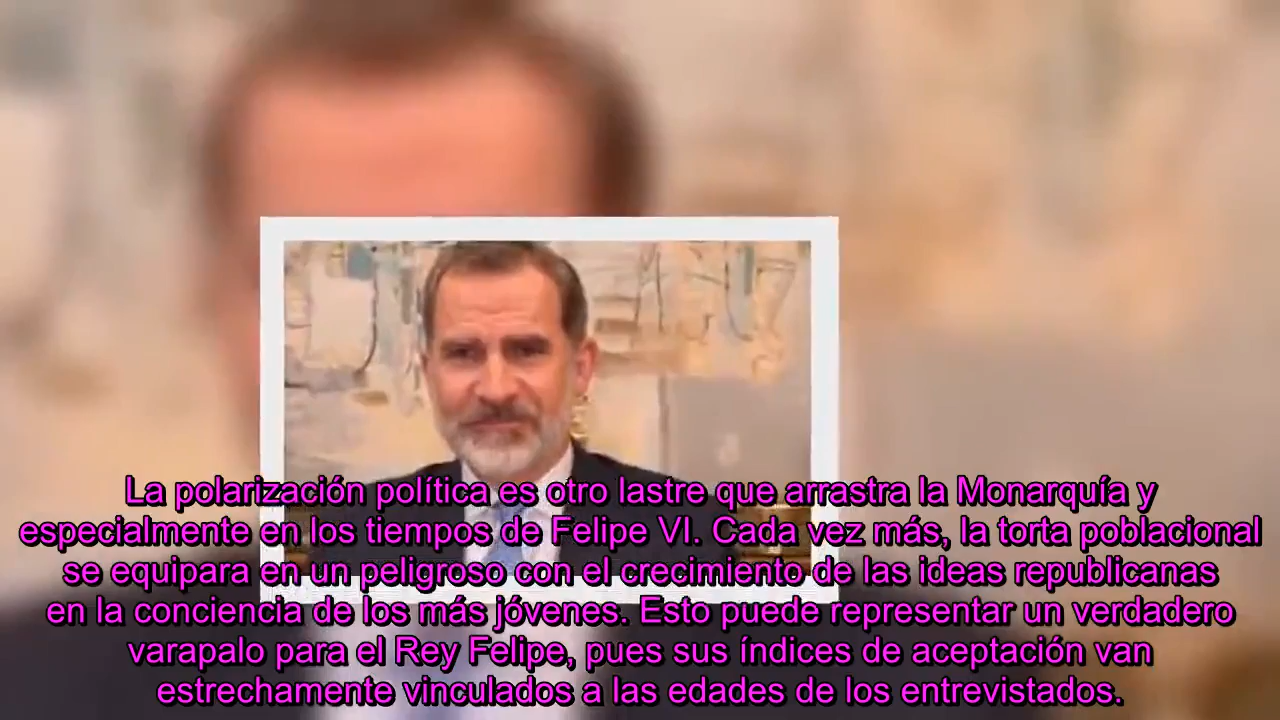 La polarización política es otro lastre que arrastra la Monarquía y
especialmente en los tiempos de Felipe VI. Cada vez más, la torta poblacional
se equipara en un peligroso con el crecimiento de las ideas republicanas
en la conciencia de los más jóvenes. Esto puede representar un verdadero
varapalo para el Rey Felipe, pues sus índices de aceptación van
estrechamente vinculados a las edades de los entrevistados.